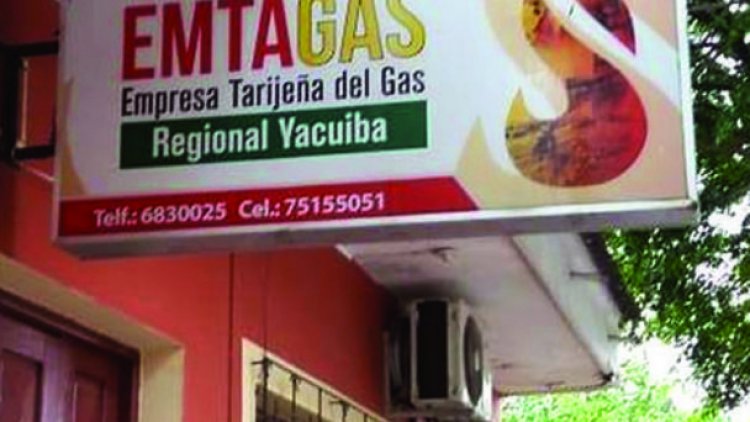 EMTAGAS
Empresa Tarijeña del Gas
Regional Yacuiba
Telf.: 6830025 Cel.: 75155051